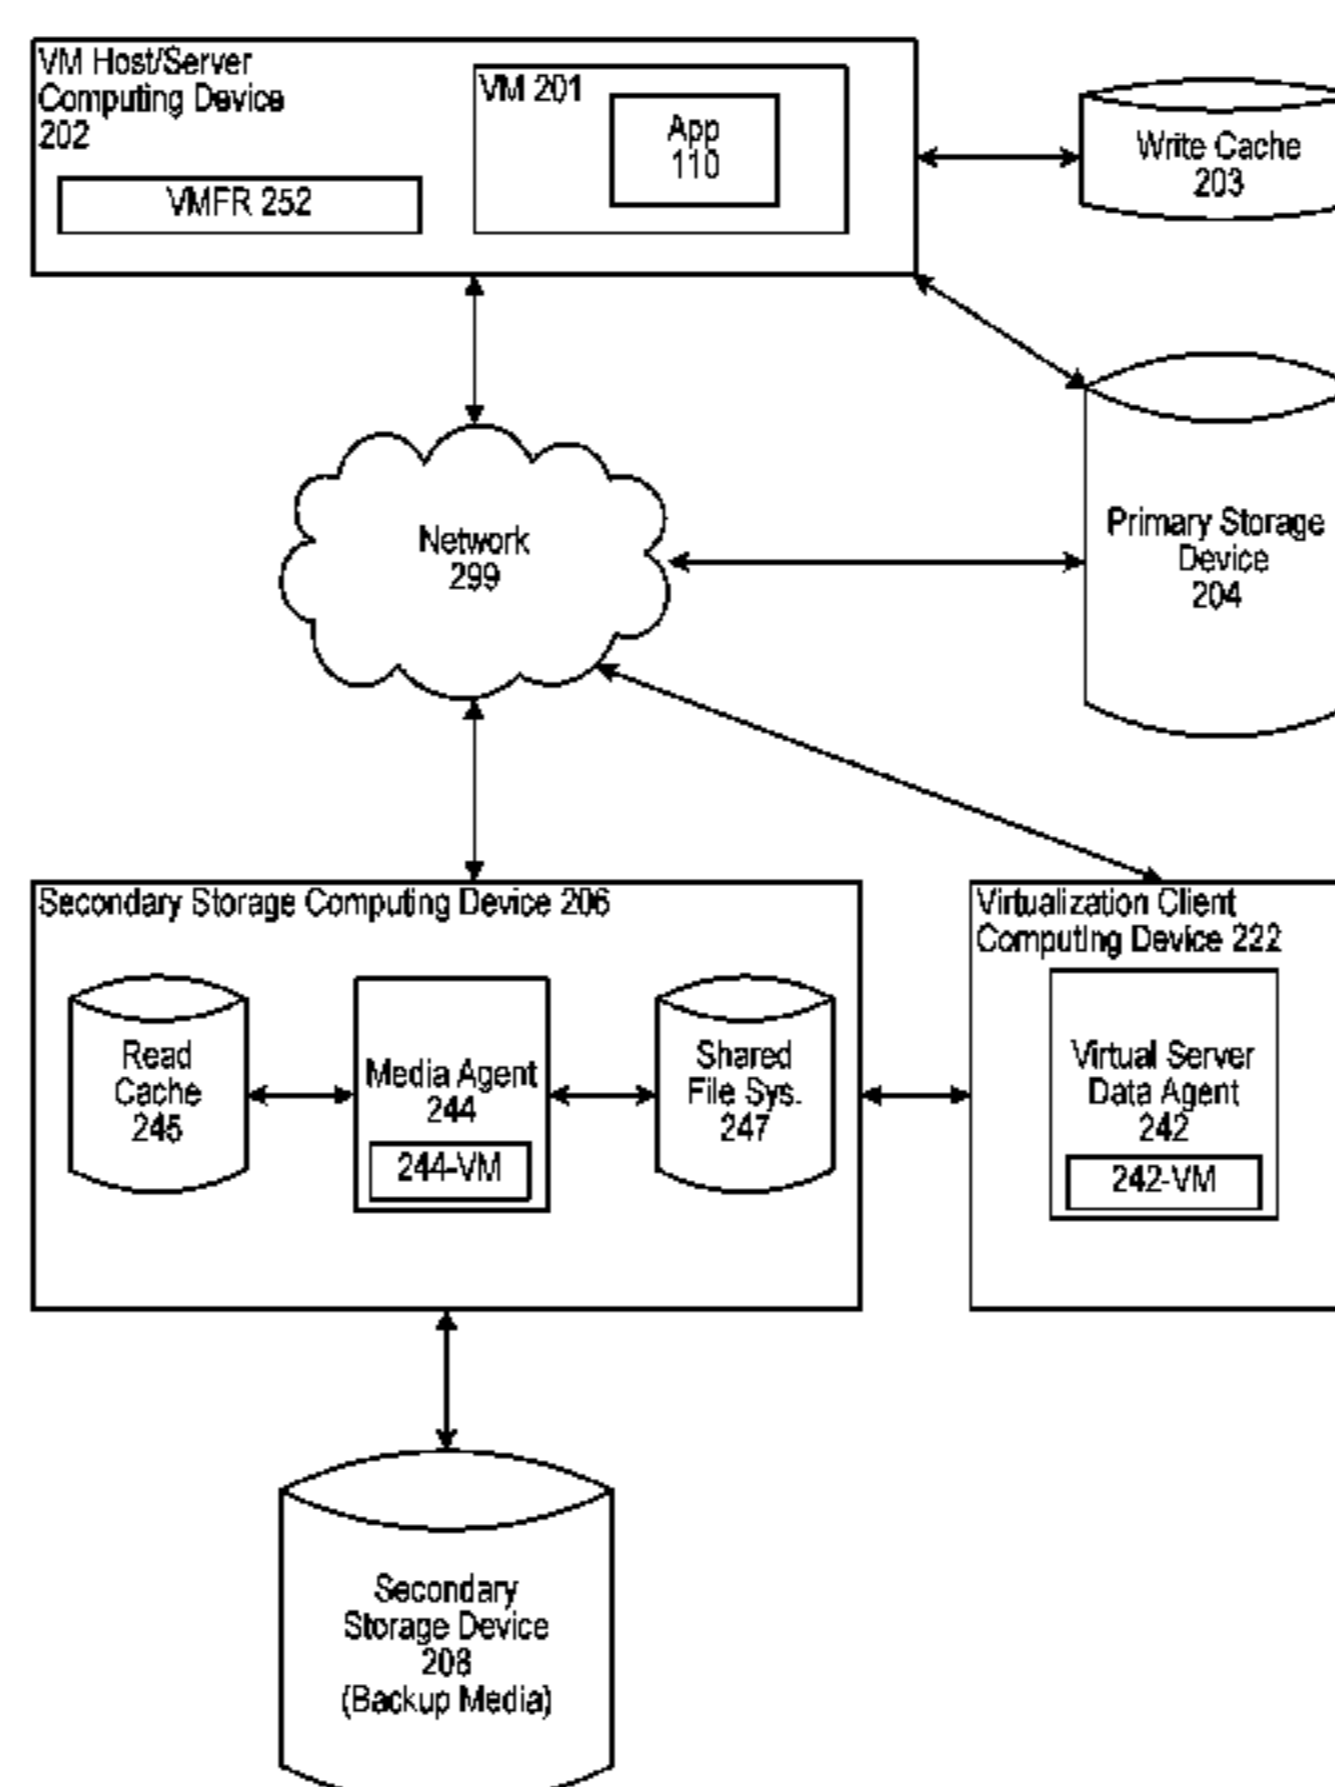 VM Host/Server
Computing Device
202
VMFR 252
VM 201
App
110
Write Cache
203
Network
299
Primary Storage
Device
204
Secondary Storage Computing Device 206
Read
Cache
245
Media Agent
244
244-VM
Shared
File Sys.
247
Virtualization Client
Computing Device 222
Virtual Server
Data Agent
242
242-VM
Secondary
Storage Device
208
(Backup Media)